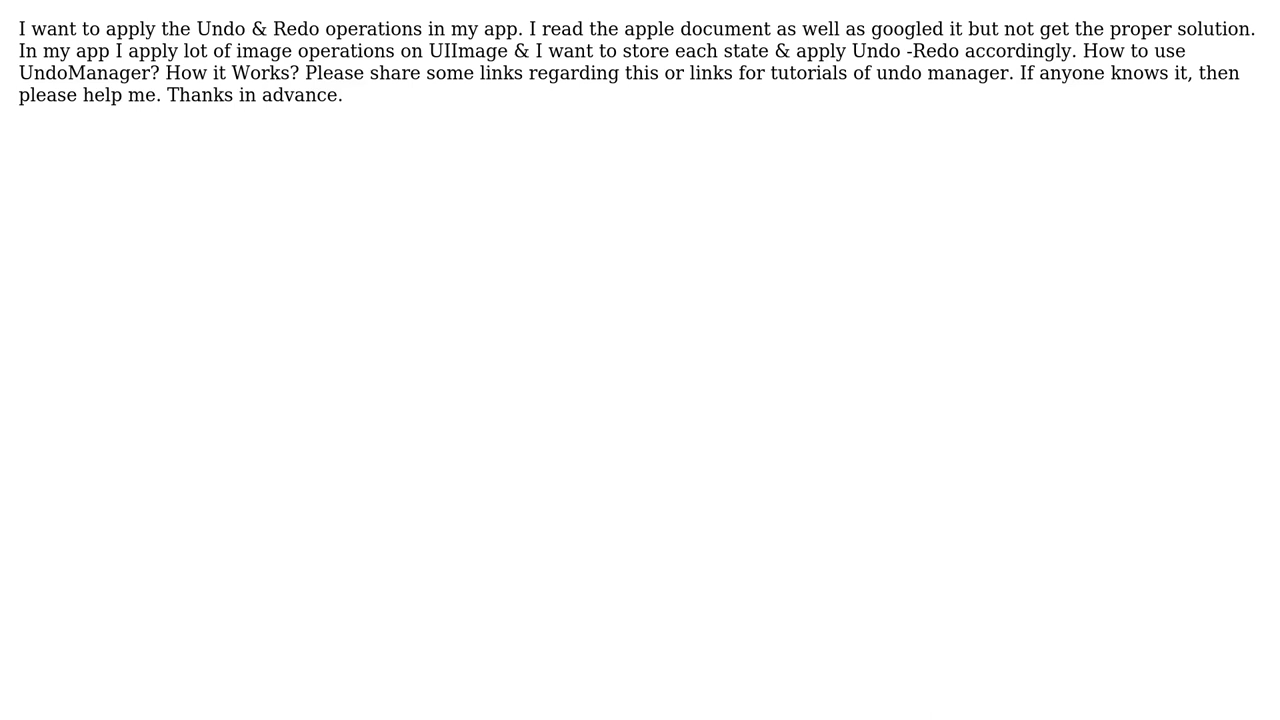 I want to apply the Undo & Redo operations in my app. I read the apple document as well as googled it but not get the proper solution.
In my app I apply lot of image operations on UIImage & I want to store each state & apply Undo -Redo accordingly. How to use
UndoManager? How it Works? Please share some links regarding this or links for tutorials of undo manager. If anyone knows it, then
please help me. Thanks in advance.